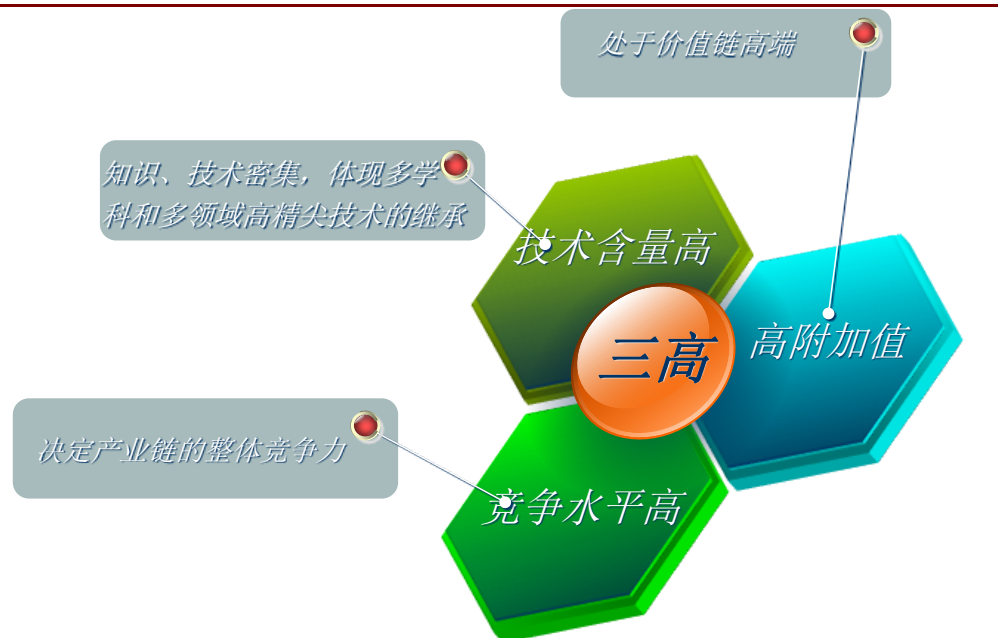 处于价值链高端
知识、技术密集，体现多学
科和多领域高精尖技术的继承
技术含量高
三高
高附加值
决定产业链的整体竞争力
竞争水平高